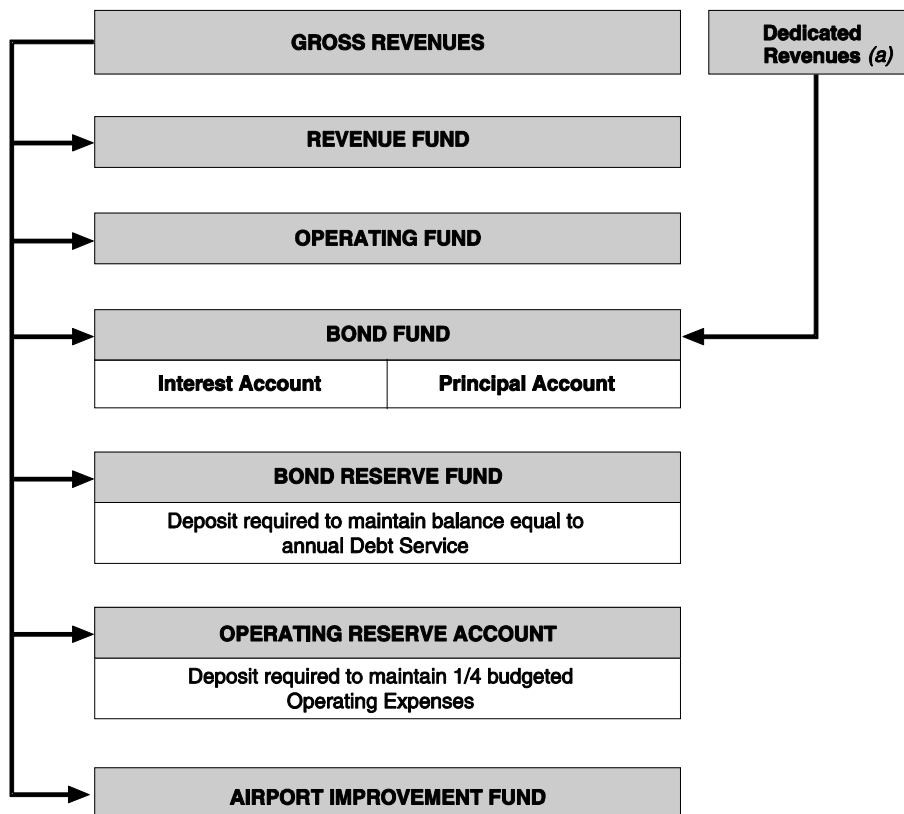 GROSS REVENUES
Dedicated
Revenues (a)
REVENUE FUND
OPERATING FUND
BOND FUND
Interest Account
Principal Account
BOND RESERVE FUND
Deposit required to maintain balance equal to
annual Debt Service
OPERATING RESERVE ACCOUNT
Deposit required to maintain 1/4 budgeted
Operating Expenses
AIRPORT IMPROVEMENT FUND